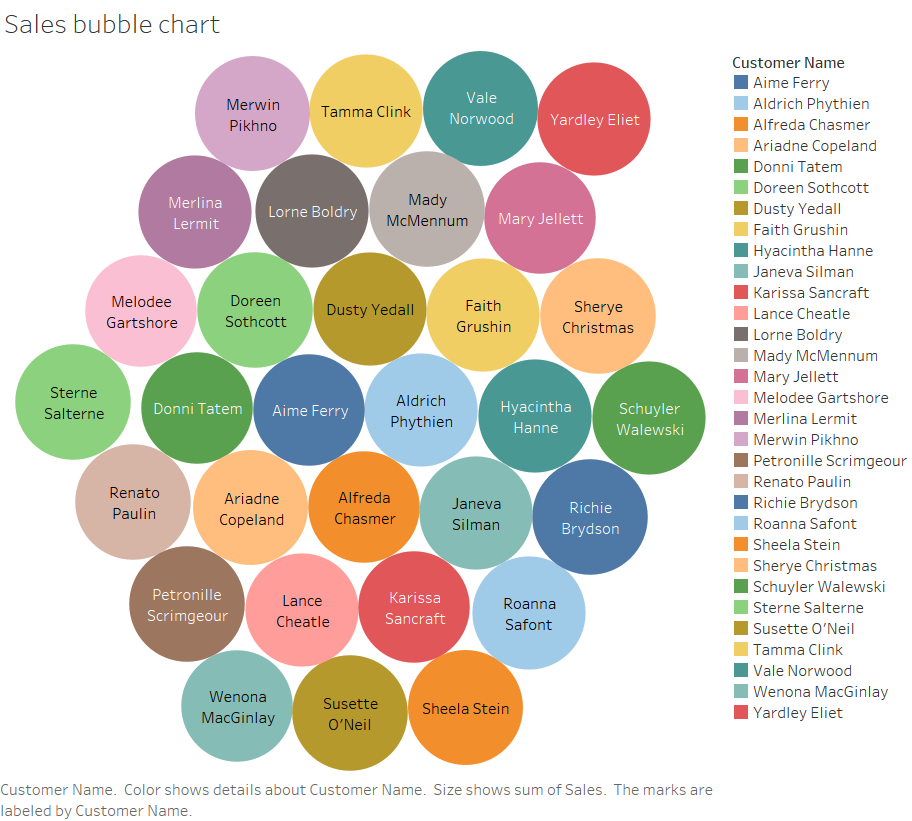 Sales bubble chart
Merwin
Pikhno
Tamma Clink
Vale
Norwood
Yardley Eliet
Merlina
Lermit
Lorne Boldry
Mady
McMennum
Mary Jellett
Melodee
Gartshore
Doreen
Sothcott
Dusty Yedall
Faith
Grushin
Sherye
Christmas
Sterne
Salterne
Donni Tatem
Aime Ferry
Aldrich
Phythien
Hyacintha
Hanne
Schuyler
Walewski
Renato
Paulin
Ariadne
Copeland
Alfreda
Chasmer
Janeva
Silman
Richie
Brydson
Petronille
Scrimgeour
Lance
Cheatle
Karissa
Sancraft
Roanna
Safont
Wenona
MacGinlay
Susette
O’Neil
Sheela Stein
Customer Name
Aime Ferry
Aldrich Phythien
Alfreda Chasmer
Ariadne Copeland
Donni Tatem
Doreen Sothcott
Dusty Yedall
Faith Grushin
Hyacintha Hanne
Janeva Silman
Karissa Sancraft
Lance Cheatle
Lorne Boldry
Mady McMennum
Mary Jellett
Melodee Gartshore
Merlina Lermit
Merwin Pikhno
Petronille Scrimgeour
Renato Paulin
Richie Brydson
Roanna Safont
Sheela Stein
Sherye Christmas
Schuyler Walewski
Sterne Salterne
Susette O’Neil
Tamma Clink
Vale Norwood
Wenona MacGinlay
Yardley Eliet
Customer Name.  Color shows details about Customer Name.  Size shows sum of Sales.  The marks are
labeled by Customer Name.